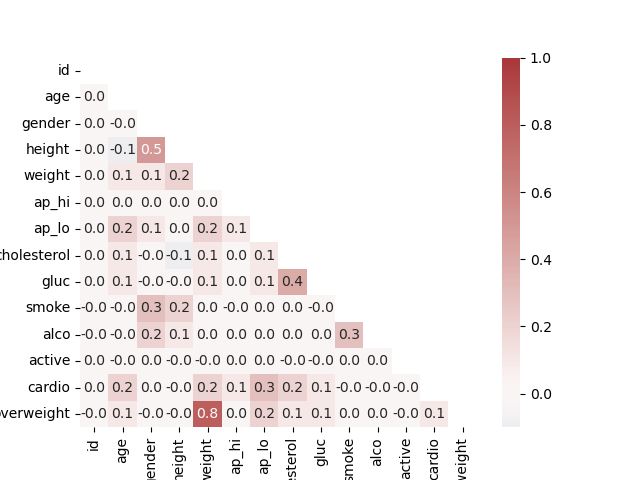 id
age 0.0
gender 0.0 -0.0
height 0.0 -0.1 0.5
weight 0.0 0.1 0.1 0.2
ap_hi 0.0 0.0 0.0 0.0 0.0
ap_lo 0.0 0.2 0.1 0.0 0.2 0.1
cholesterol 0.0 0.1 -0.0 -0.1 0.1 0.0 0.1
gluc 0.0 0.1 -0.0 -0.0 0.1 0.0 0.1 0.4
smoke -0.0 -0.0 0.3 0.2 0.0 -0.0 0.0 0.0 -0.0
alco -0.0 -0.0 0.2 0.1 0.0 0.0 0.0 0.0 0.0 0.3
active 0.0 -0.0 0.0 -0.0 -0.0 0.0 0.0 -0.0 -0.0 0.0 0.0
cardio 0.0 0.2 0.0 -0.0 0.2 0.1 0.3 0.2 0.1 -0.0 -0.0 -0.0
overweight -0.0 0.1 -0.0 -0.0 0.8 0.0 0.2 0.1 0.1 0.0 0.0 -0.0 0.1
id age gender height weight ap_hi ap_lo esterol gluc smoke alco active cardio weight
1.0
0.8
0.6
0.4
0.2
0.0